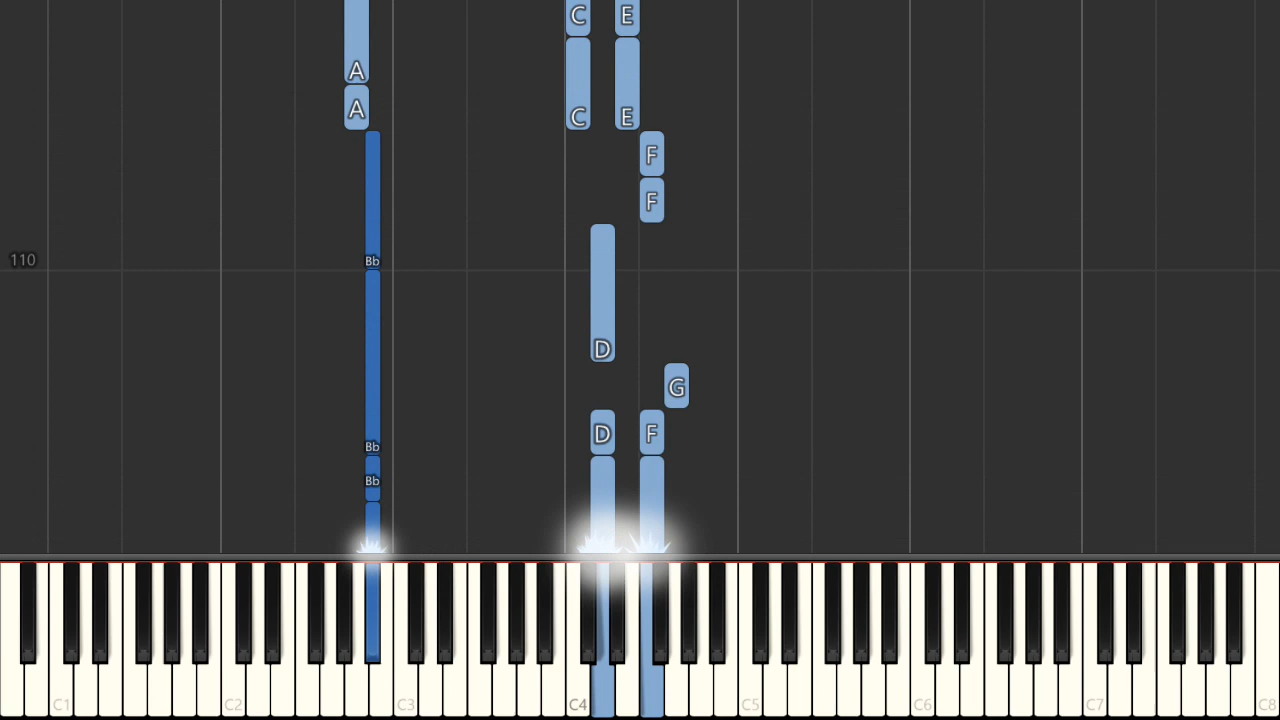 C E
A
A C E
F
F
110 Bb
D
G
D F
Bb
Bb
C1 C2 C3 C4 C5 C6 C7 C8